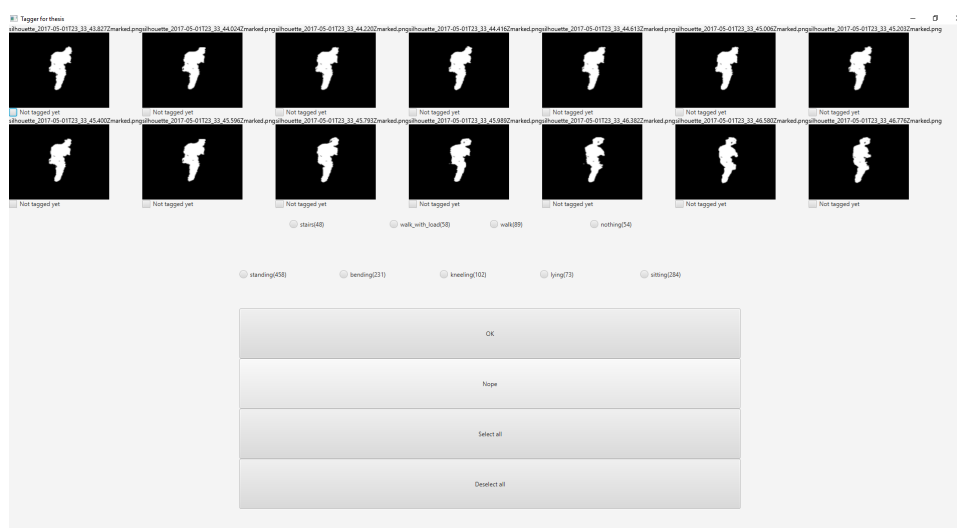 Tagger for thesis
silhouette_2017-05-01T23_33_43.827Zmarked.pngsilhouette_2017-05-01T23_33_44.024Zmarked.pngsilhouette_2017-05-01T23_33_44.220Zmarked.pngsilhouette_2017-05-01T23_33_44.416Zmarked.pngsilhouette_2017-05-01T23_33_44.613Zmarked.pngsilhouette_2017-05-01T23_33_45.006Zmarked.pngsilhouette_2017-05-01T23_33_45.203Zmarked.png
Not tagged yet Not tagged yet Not tagged yet Not tagged yet Not tagged yet Not tagged yet Not tagged yet
silhouette_2017-05-01T23_33_45.400Zmarked.pngsilhouette_2017-05-01T23_33_45.596Zmarked.pngsilhouette_2017-05-01T23_33_45.793Zmarked.pngsilhouette_2017-05-01T23_33_45.989Zmarked.pngsilhouette_2017-05-01T23_33_46.382Zmarked.pngsilhouette_2017-05-01T23_33_46.580Zmarked.pngsilhouette_2017-05-01T23_33_46.776Zmarked.png
Not tagged yet Not tagged yet Not tagged yet Not tagged yet Not tagged yet Not tagged yet Not tagged yet
stairs(48) walk_with_load(58) walk(89) nothing(54)
standing(458) bending(231) kneeling(102) lying(73) sitting(284)
OK
Nope
Select all
Deselect all